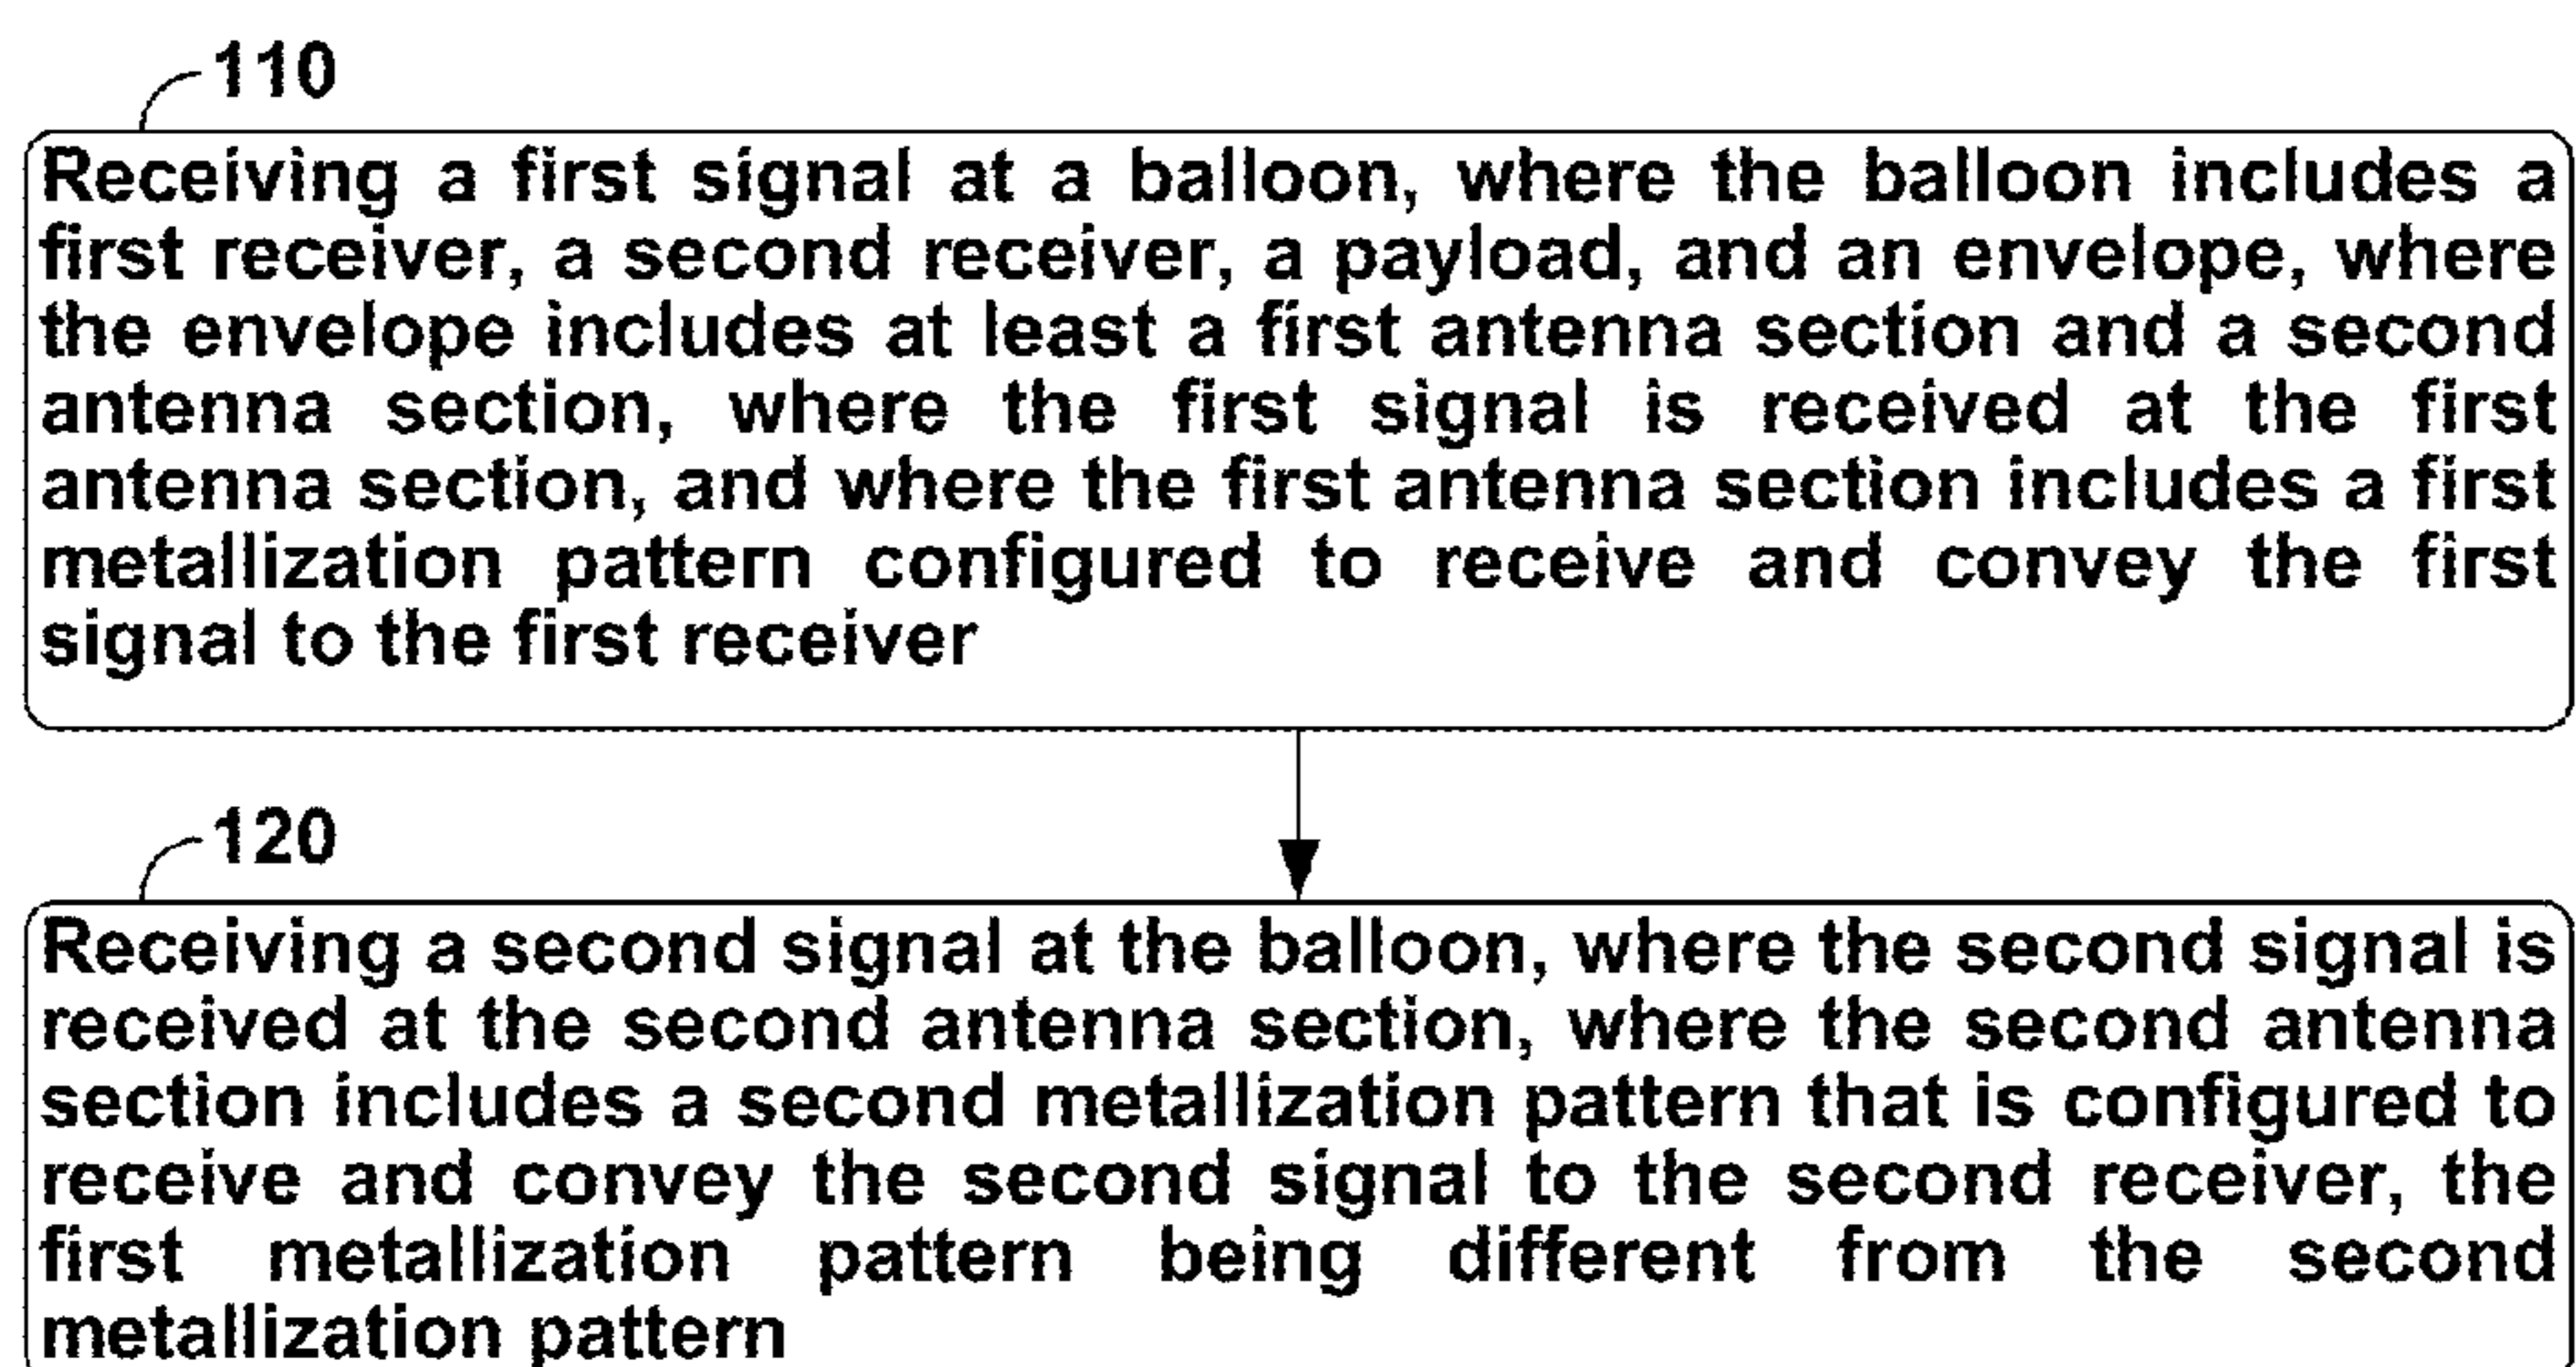 110
Receiving a first signal at a balloon, where the balloon includes a
first receiver, a second receiver, a payload, and an envelope, where
the envelope includes at least a first antenna section and a second
antenna section, where the first signal is received at the first
antenna section, and where the first antenna section includes a first
metallization pattern configured to receive and convey the first
signal to the first receiver
120
Receiving a second signal at the balloon, where the second signal is
received at the second antenna section, where the second antenna
section includes a second metallization pattern that is configured to
receive and convey the second signal to the second receiver, the
first metallization pattern being different from the second
metallization pattern